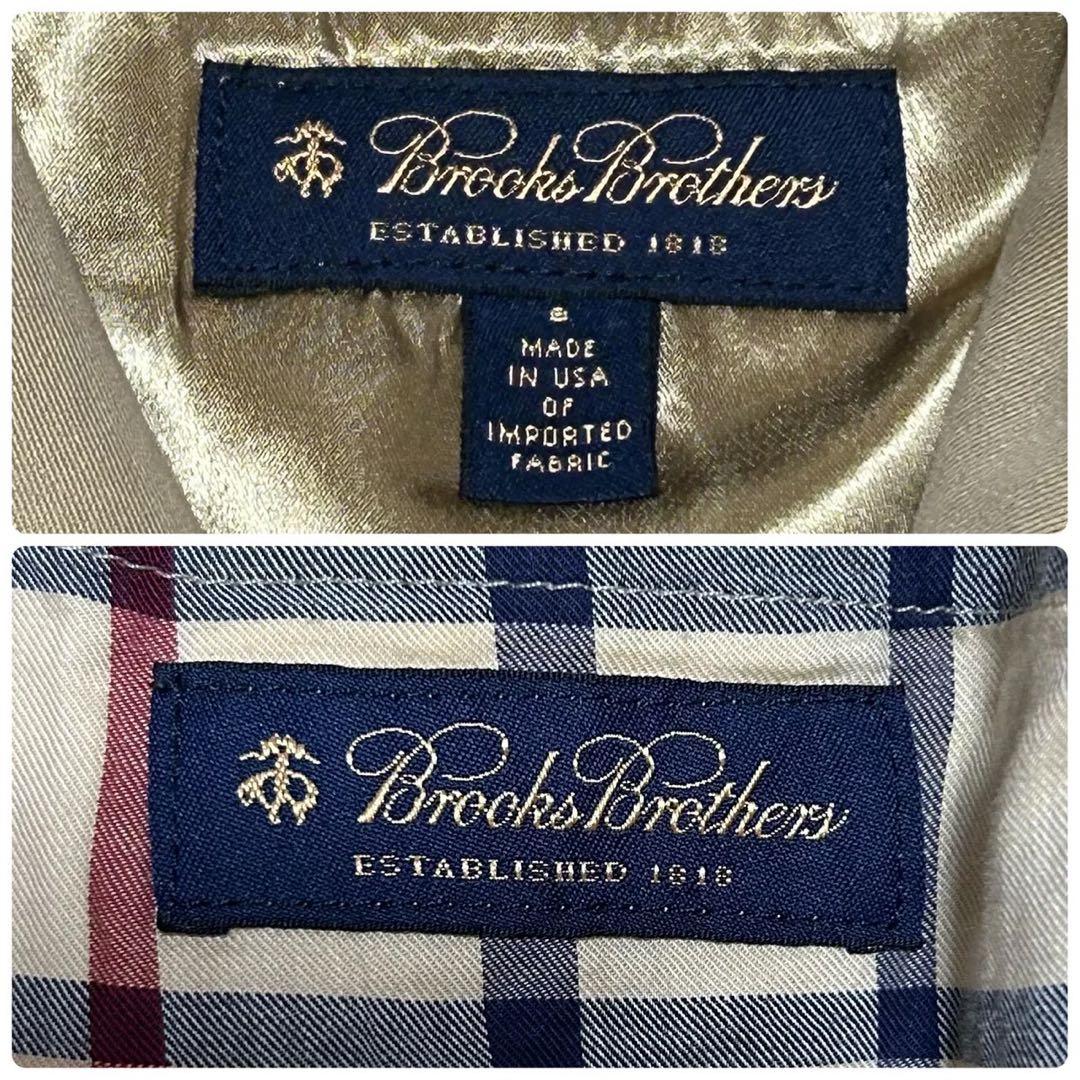 Brooks Brothers
ESTABLISHED 1818
8
MADE
IN USA
OF
IMPORTED
FABRIC
Brooks Brothers
ESTABLISHED 1818